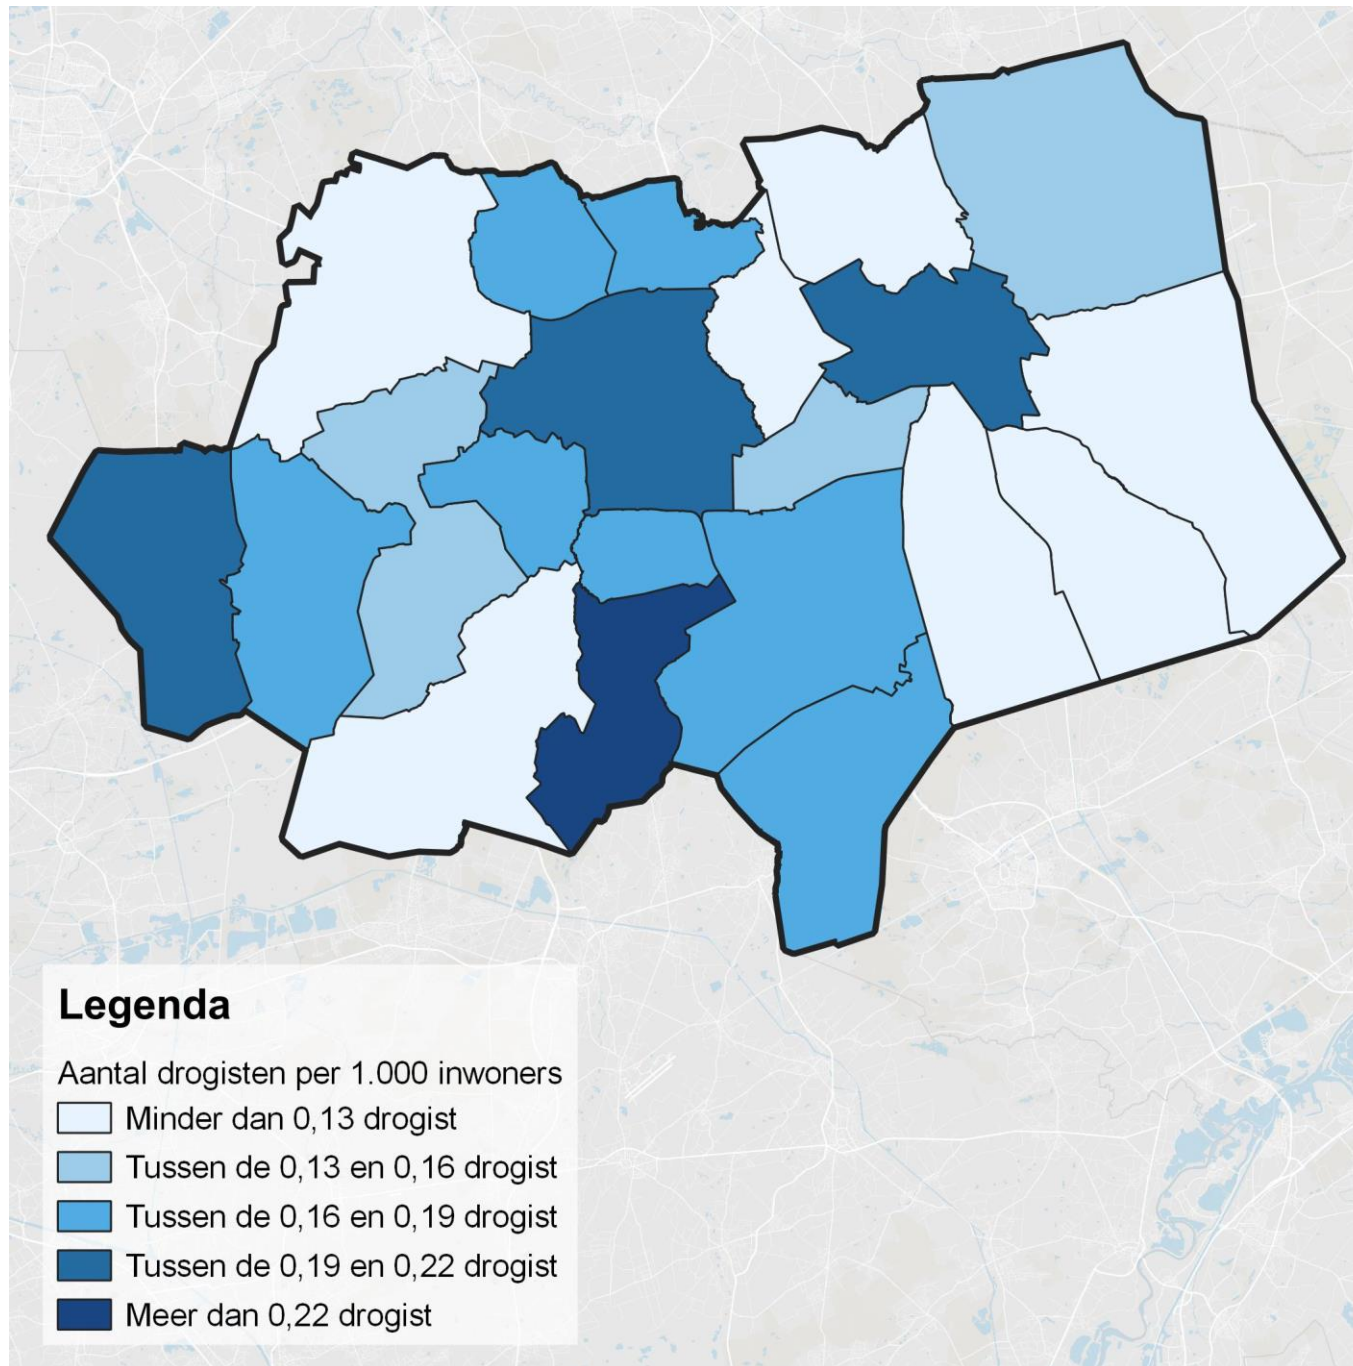 Legenda
Aantal drogisten per 1.000 inwoners
Minder dan 0,13 drogist
Tussen de 0,13 en 0,16 drogist
Tussen de 0,16 en 0,19 drogist
Tussen de 0,19 en 0,22 drogist
Meer dan 0,22 drogist